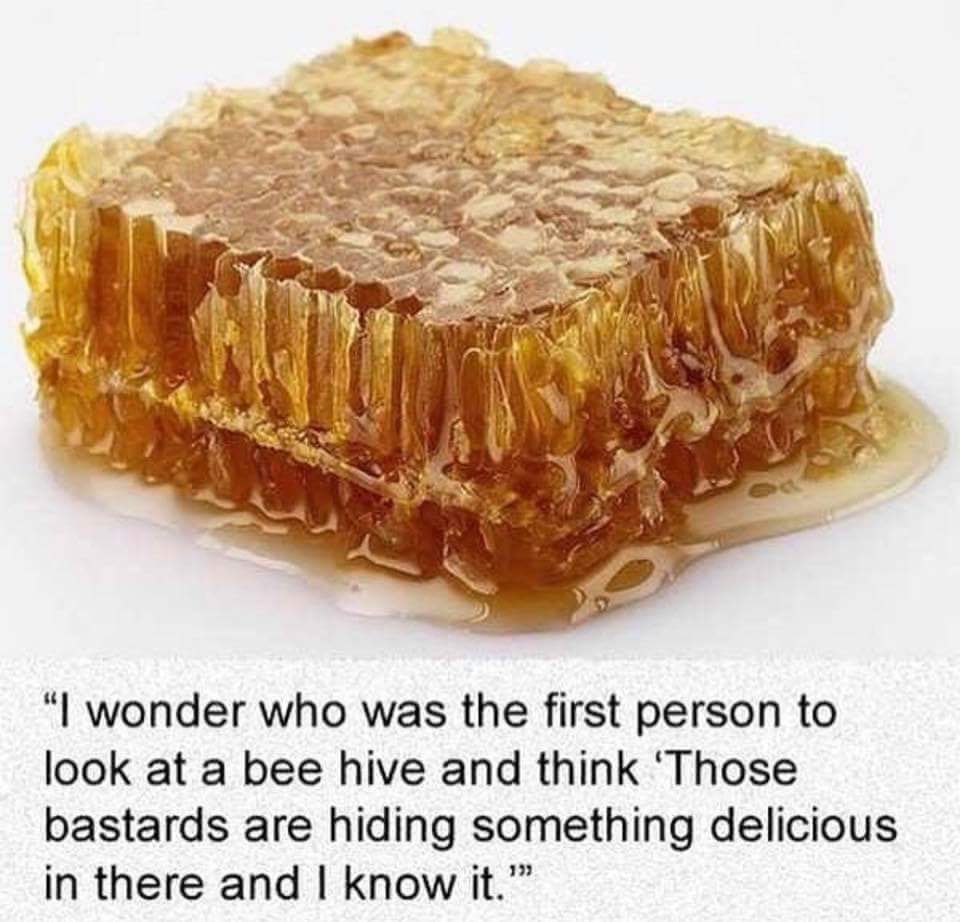 “I wonder who was the first person to
look at a bee hive and think ‘Those
bastards are hiding something delicious
in there and I know it.’”